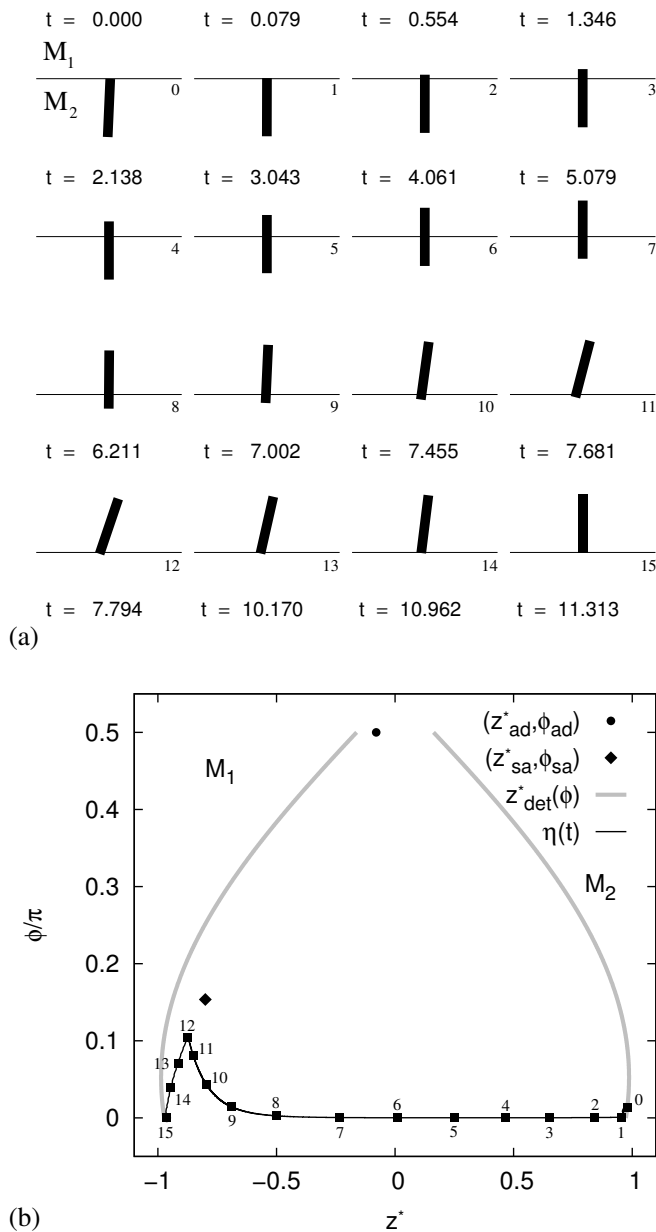 t = 0.000 t = 0.079 t = 0.554 t = 1.346
M1
M2
0 1 2 3
t = 2.138 t = 3.043 t = 4.061 t = 5.079
4 5 6 7
8 9 10 11
t = 6.211 t = 7.002 t = 7.455 t = 7.681
12 13 14 15
t = 7.794 t = 10.170 t = 10.962 t = 11.313
(a)
0.5
(z*ad,ϕad)
M1
(z*sa,ϕsa)
z*det(ϕ)
0.4
η(t)
M2
0.3
ϕ/π
0.2
0.1
12
13 11
14 10
15 9 8 7 6 5 4 3 2 1 0
0
−1 −0.5 0 0.5 1
(b)
z*